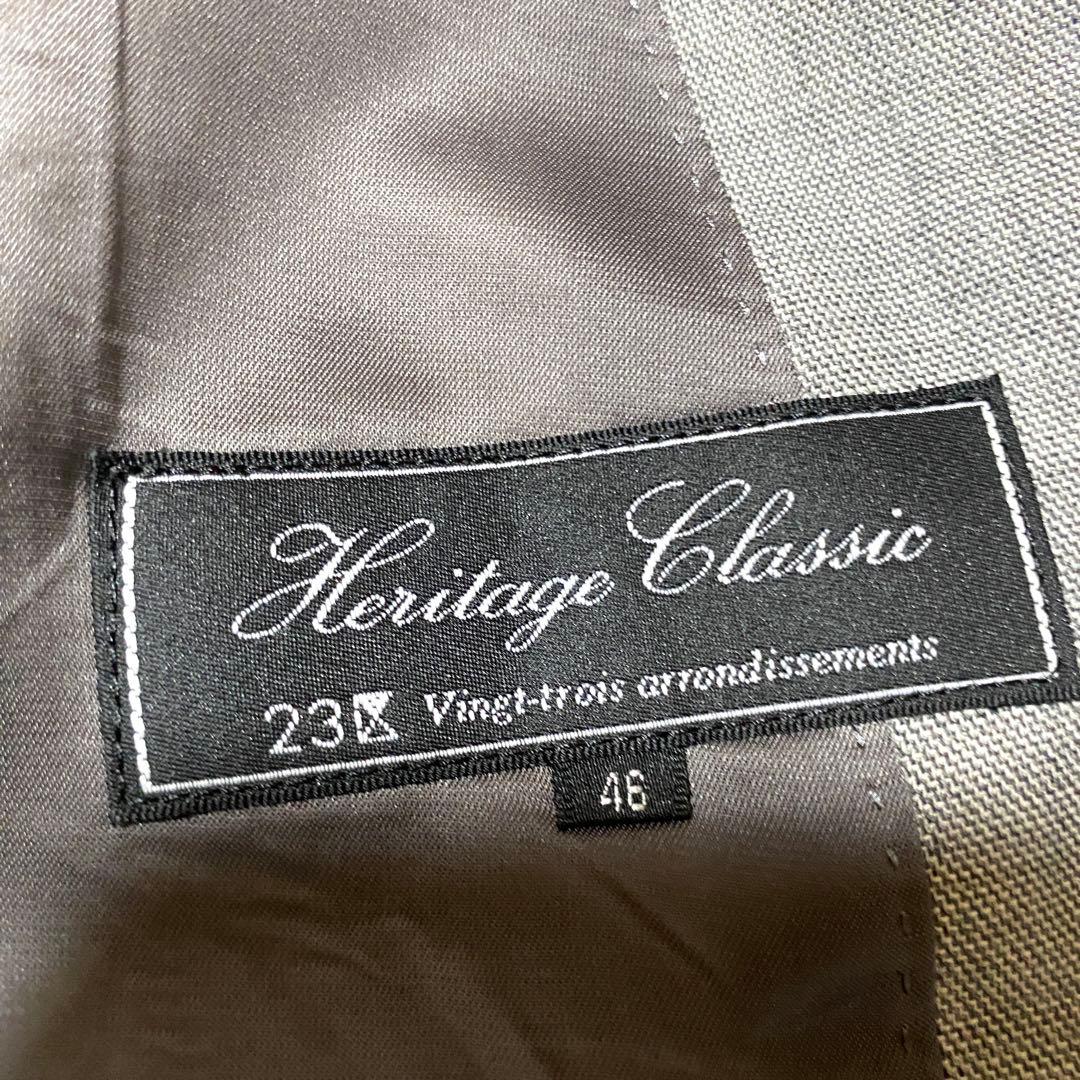 Heritage Classic
23区 Vingt-trois arrondissements
46